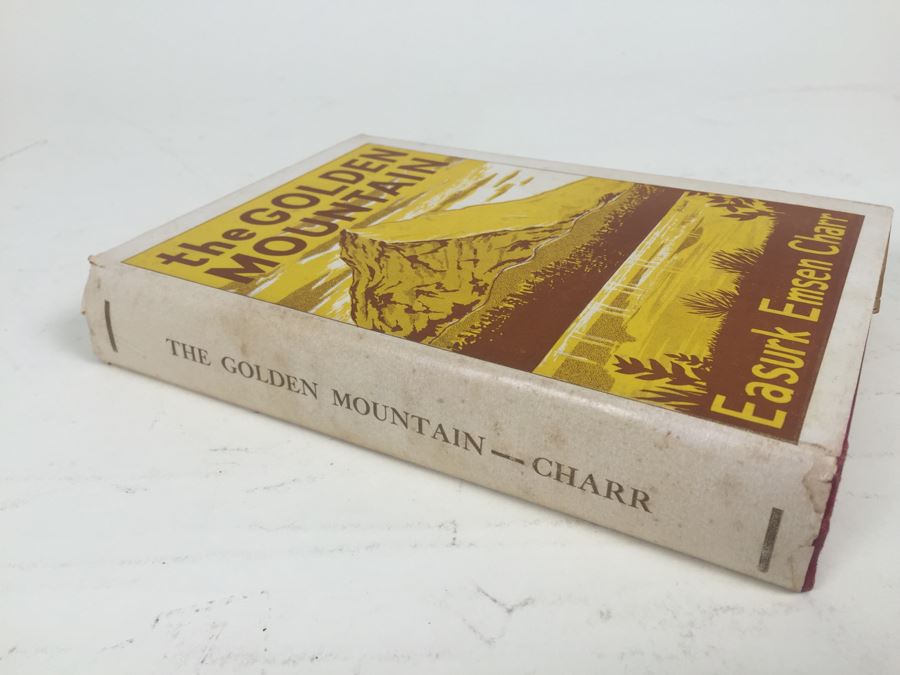 the GOLDEN
MOUNTAIN
Easurk Emsen Charr
THE GOLDEN MOUNTAIN — CHARR